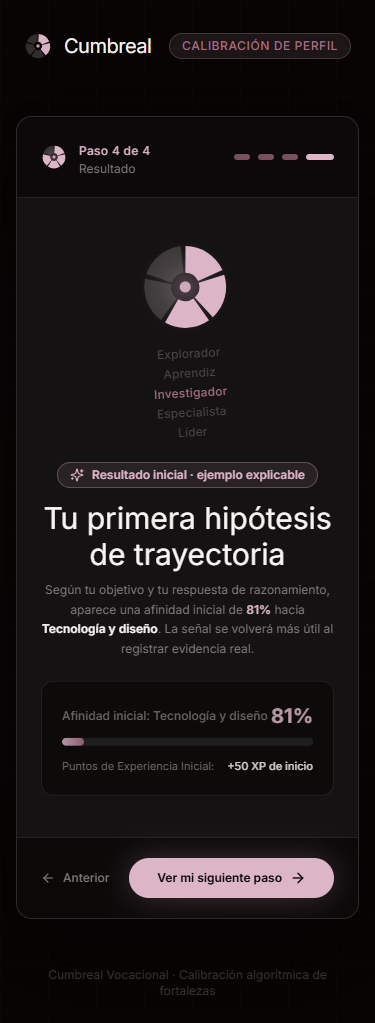 Cumbreal
CALIBRACIÓN DE PERFIL
Paso 4 de 4
Resultado
Explorador
Aprendiz
Investigador
Especialista
Líder
Resultado inicial · ejemplo explicable
Tu primera hipótesis
de trayectoria
Según tu objetivo y tu respuesta de razonamiento,
aparece una afinidad inicial de 81% hacia
Tecnología y diseño. La señal se volverá más útil al
registrar evidencia real.
Afinidad inicial: Tecnología y diseño 81%
Puntos de Experiencia Inicial: +50 XP de inicio
Anterior
Ver mi siguiente paso
Cumbreal Vocacional · Calibración algorítmica de
fortalezas